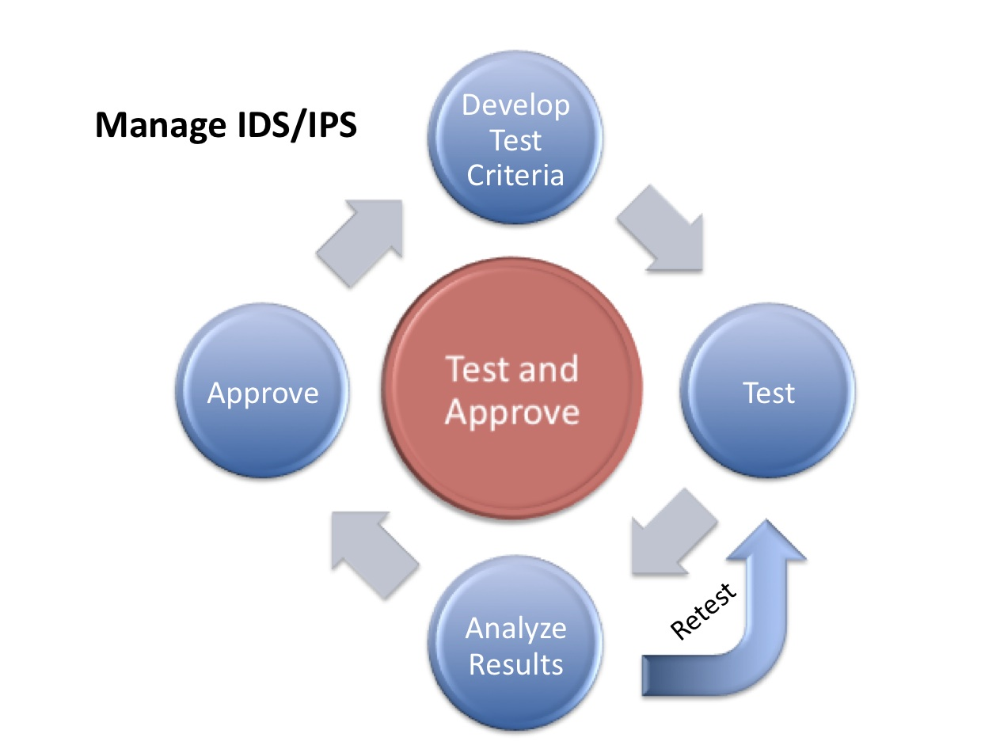 Manage IDS/IPS
Develop
Test
Criteria
Test
Analyze
Results
Retest
Approve
Test and
Approve